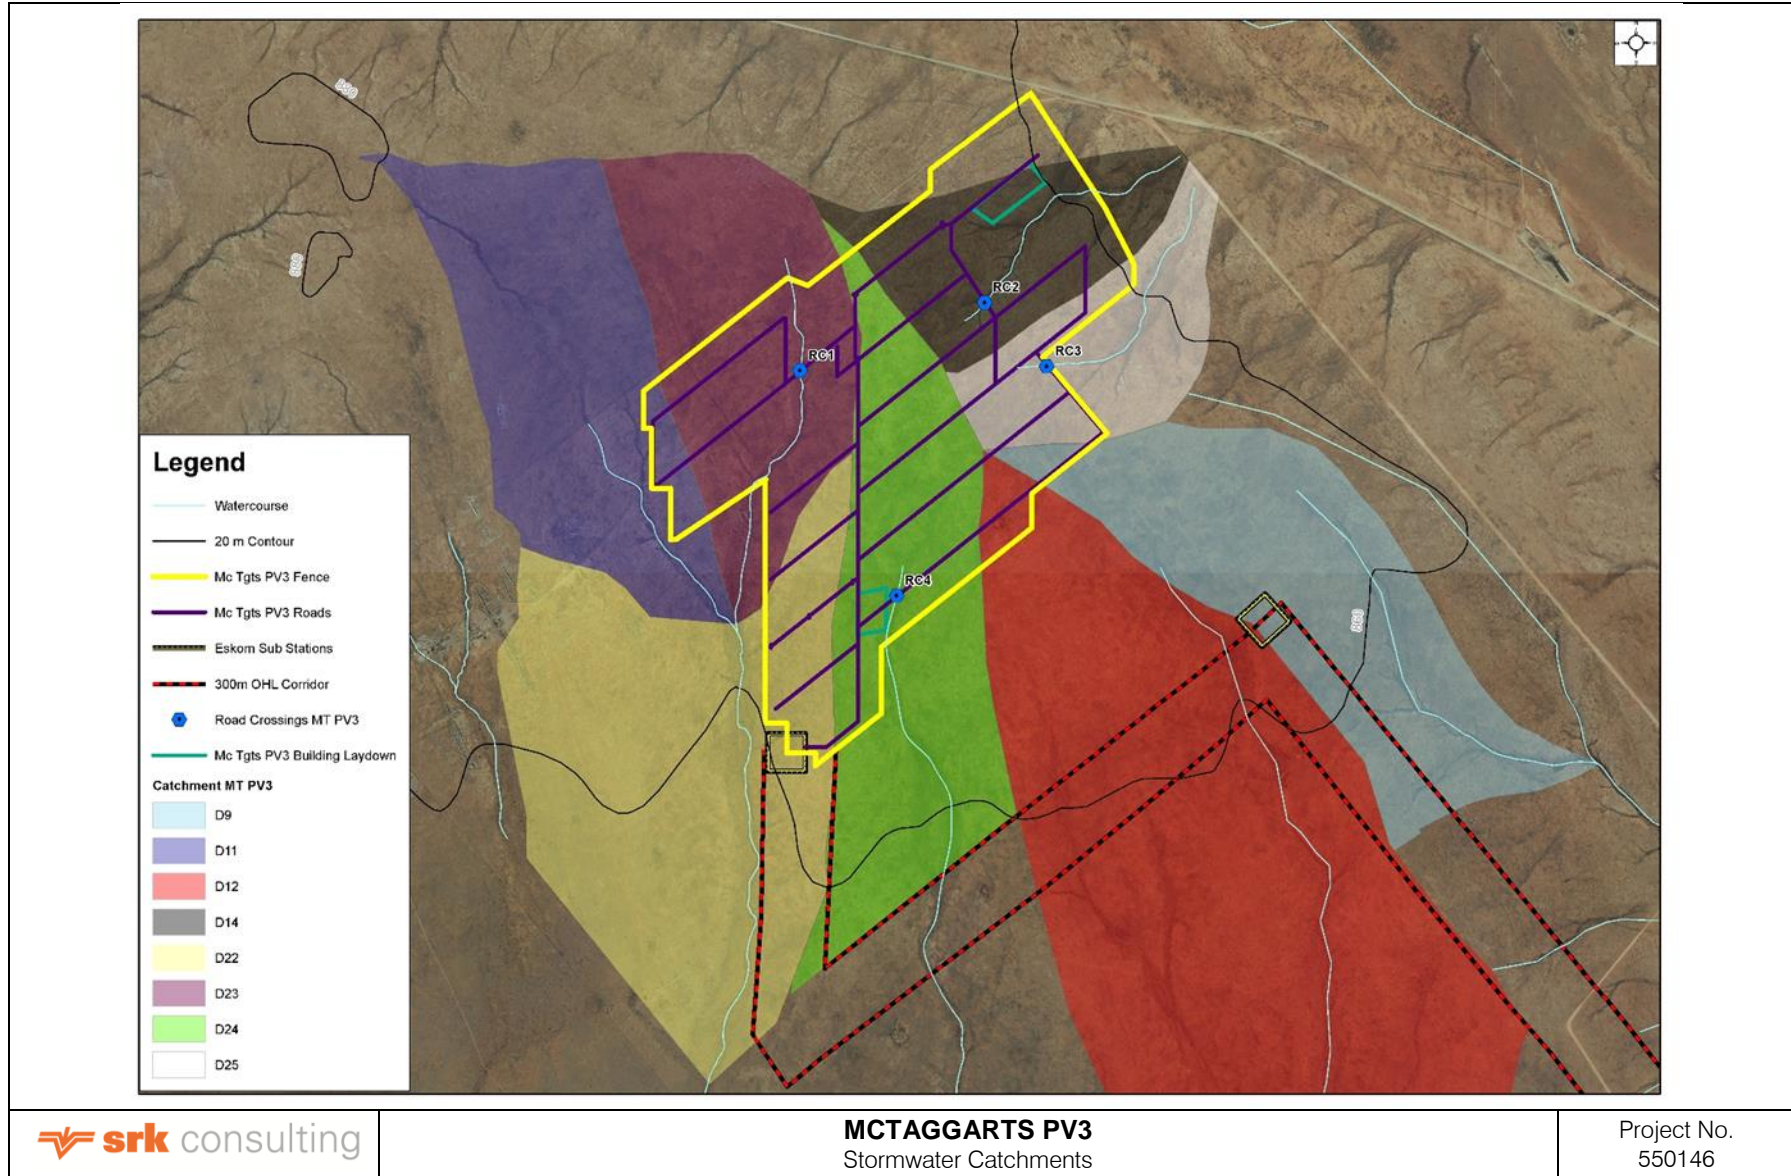 RC2
RC3
RC1
RC4
860
Legend
Watercourse
20 m Contour
Mc Tgts PV3 Fence
Mc Tgts PV3 Roads
Eskom Sub Stations
300m OHL Corridor
Road Crossings MT PV3
Mc Tgts PV3 Building Laydown
Catchment MT PV3
D9
D11
D12
D14
D22
D23
D24
D25
srk consulting
MCTAGGARTS PV3
Stormwater Catchments
Project No.
550146